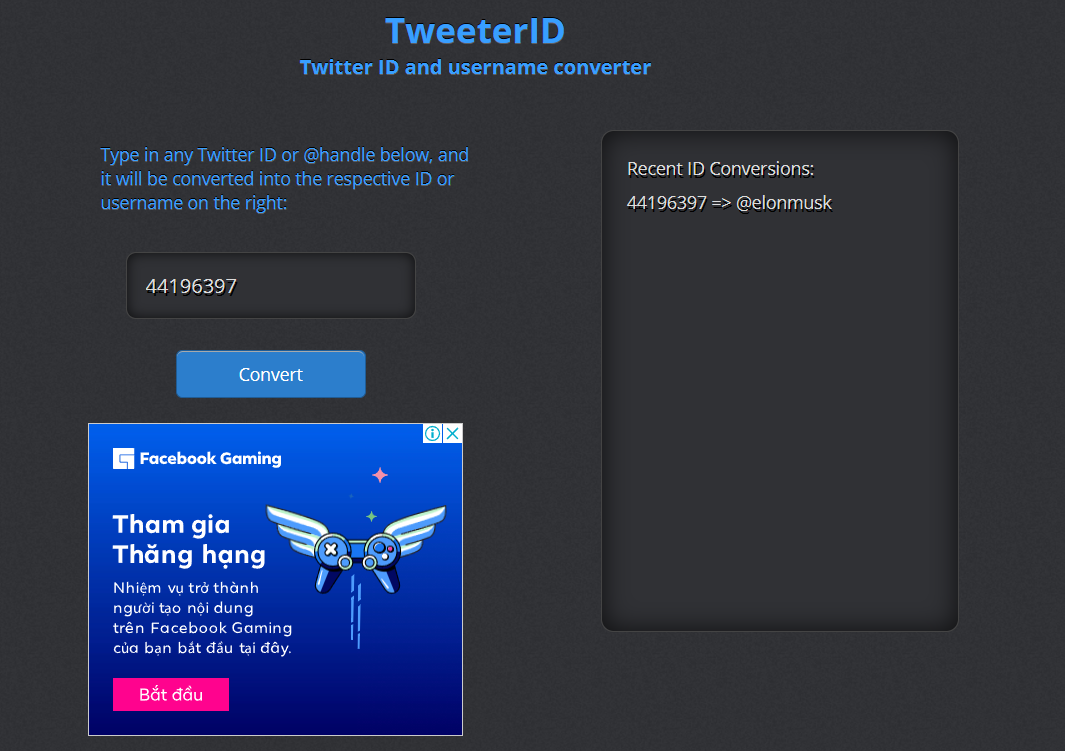 TweeterID
Twitter ID and username converter
Type in any Twitter ID or @handle below, and
it will be converted into the respective ID or
username on the right:
44196397
Convert
Recent ID Conversions:
44196397 => @elonmusk
Facebook Gaming
Tham gia
Thăng hạng
Nhiệm vụ trở thành
người tạo nội dung
trên Facebook Gaming
của bạn bắt đầu tại đây.
Bắt đầu